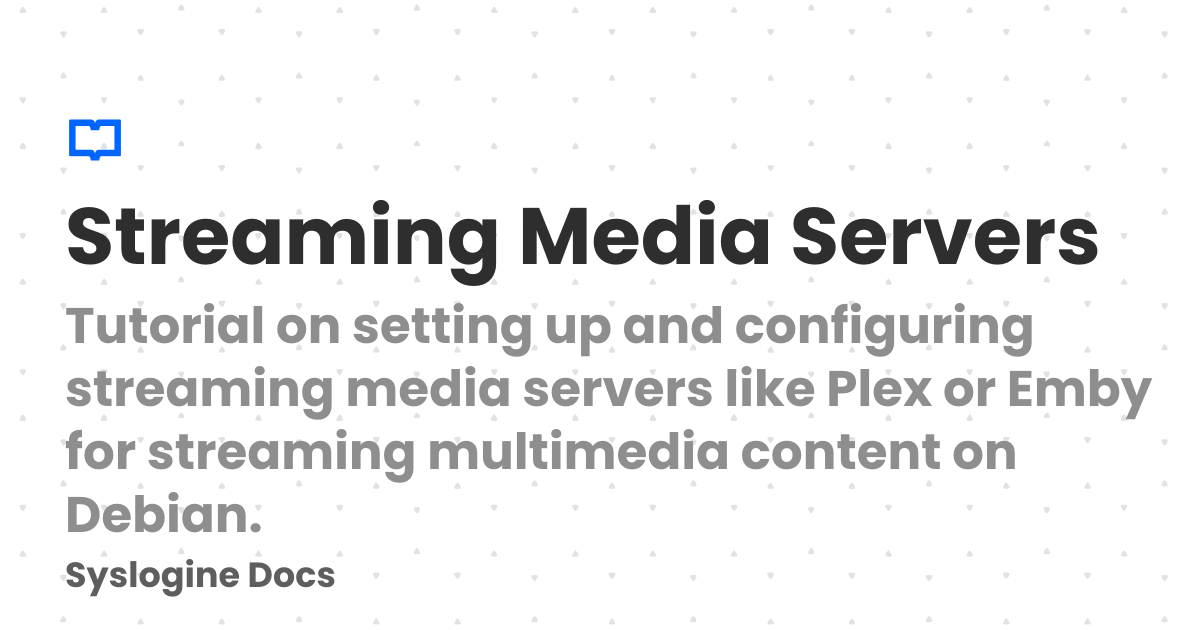 Streaming Media Servers
Tutorial on setting up and configuring
streaming media servers like Plex or Emby
for streaming multimedia content on
Debian.
Syslogine Docs